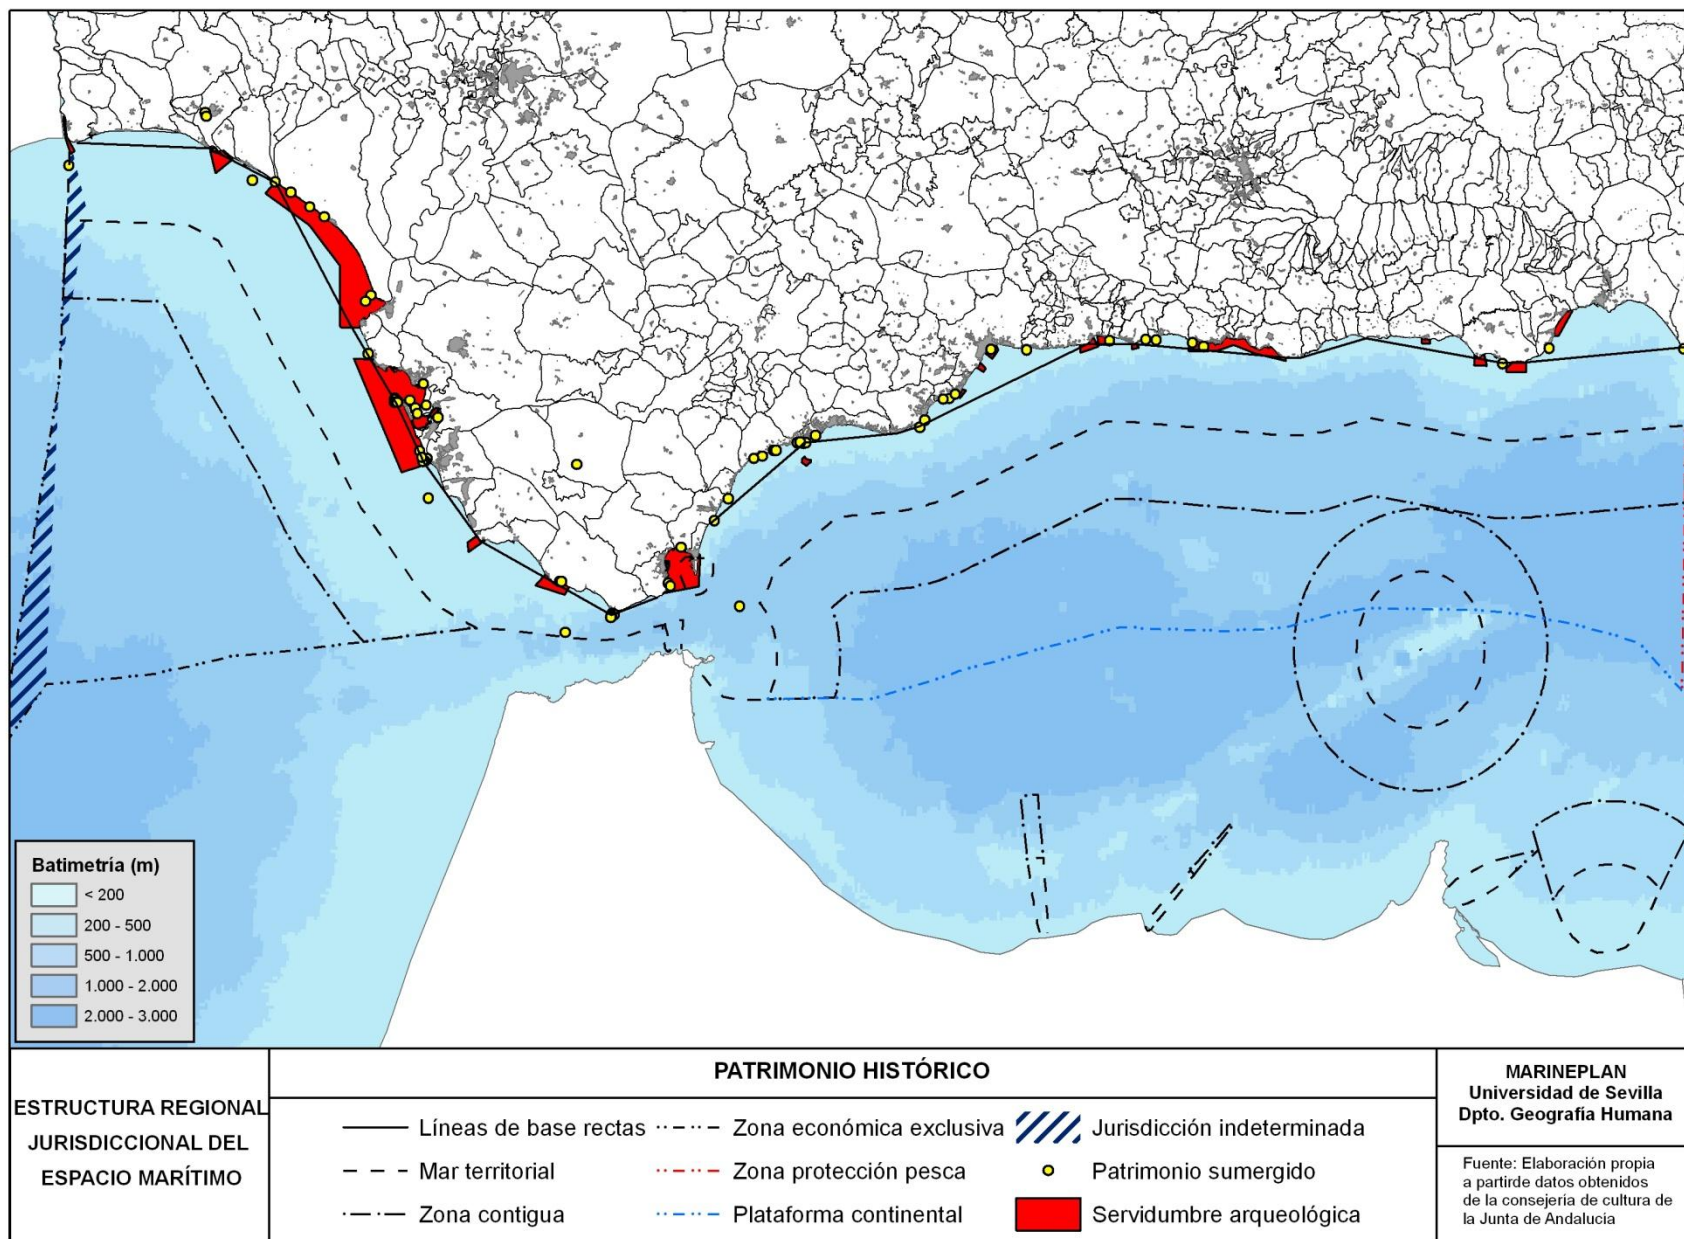 Batimetría (m)
< 200
200 - 500
500 - 1.000
1.000 - 2.000
2.000 - 3.000
ESTRUCTURA REGIONAL
JURISDICCIONAL DEL
ESPACIO MARÍTIMO
PATRIMONIO HISTÓRICO
Líneas de base rectas
Mar territorial
Zona contigua
Zona económica exclusiva
Zona protección pesca
Plataforma continental
Jurisdicción indeterminada
Patrimonio sumergido
Servidumbre arqueológica
MARINEPLAN
Universidad de Sevilla
Dpto. Geografía Humana
Fuente: Elaboración propia
a partirde datos obtenidos
de la consejería de cultura de
la Junta de Andalucia